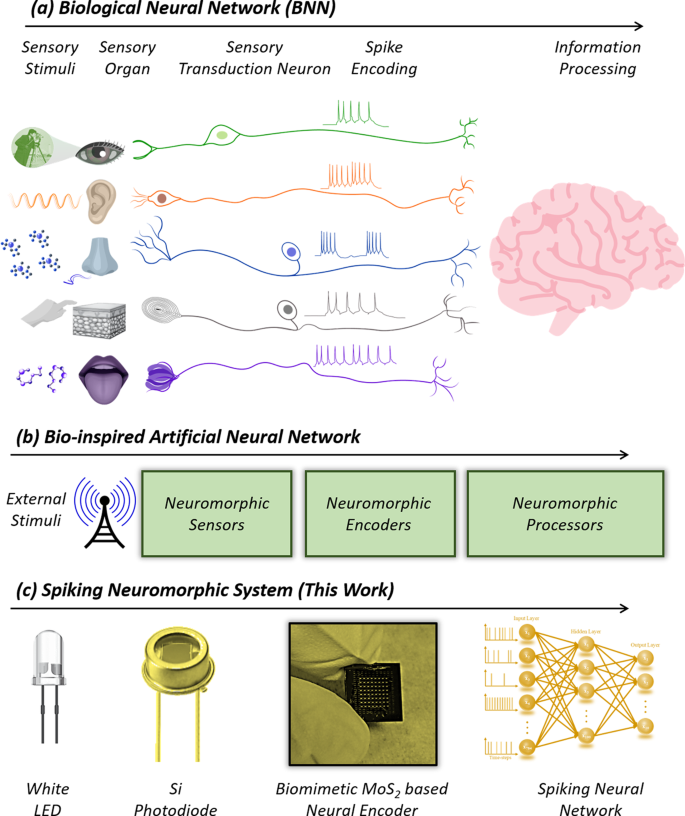 (a) Biological Neural Network (BNN)
Sensory Stimuli
Sensory Organ
Sensory Transduction Neuron
Spike Encoding
Information Processing
(b) Bio-inspired Artificial Neural Network
External Stimuli
Neuromorphic Sensors
Neuromorphic Encoders
Neuromorphic Processors
(c) Spiking Neuromorphic System (This Work)
Input Layer
Hidden Layer
Output Layer
Time-steps
White LED
Si Photodiode
Biomimetic MoS₂ based Neural Encoder
Spiking Neural Network